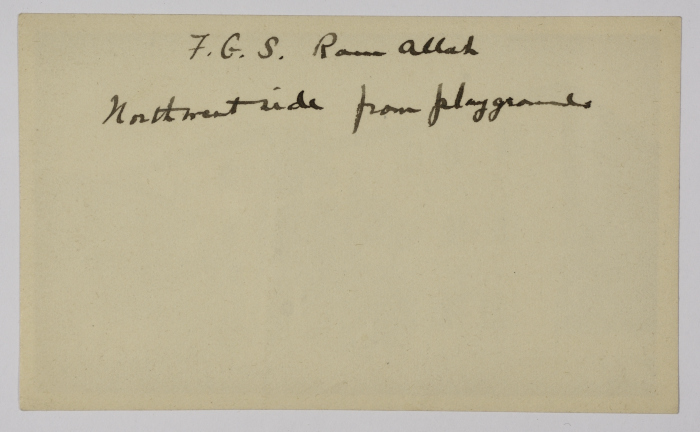 F. G. S. Ram Allah
Northwest side from playgrounds